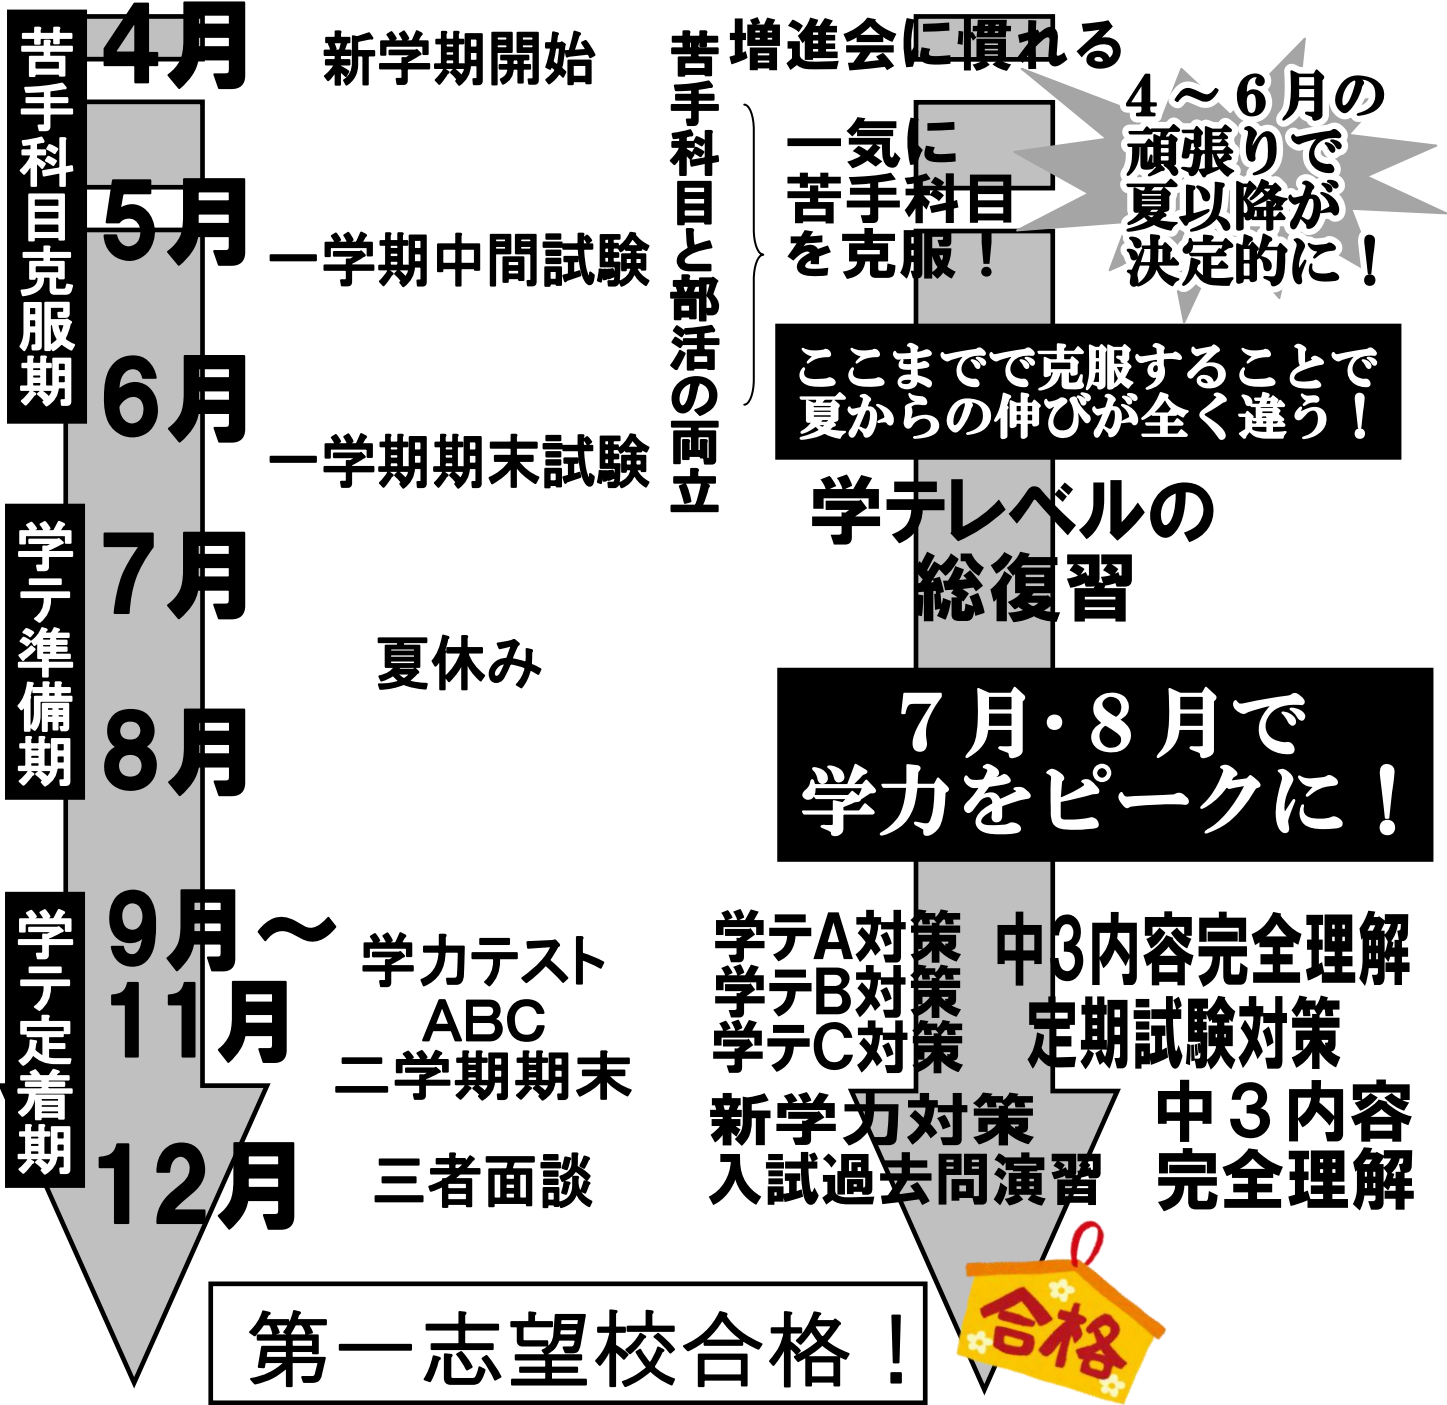 苦手科目克服期
4月
5月
6月
新学期開始
一学期中間試験
一学期期末試験
苦手科目と部活の両立
増進会に慣れる
一気に
苦手科目
を克服！
4～6月の
頑張りで
夏以降が
決定的に！
ここまでで克服することで
夏からの伸びが全く違う！
学テ準備期
7月
8月
夏休み
学テレベルの
総復習
7月・8月で
学力をピークに！
学テ定着期
9月～
11月
12月
学力テスト
ABC
二学期期末
三者面談
学テA対策
学テB対策
学テC対策
中3内容完全理解
定期試験対策
新学力対策
入試過去問演習
中3内容
完全理解
第一志望校合格！
合格